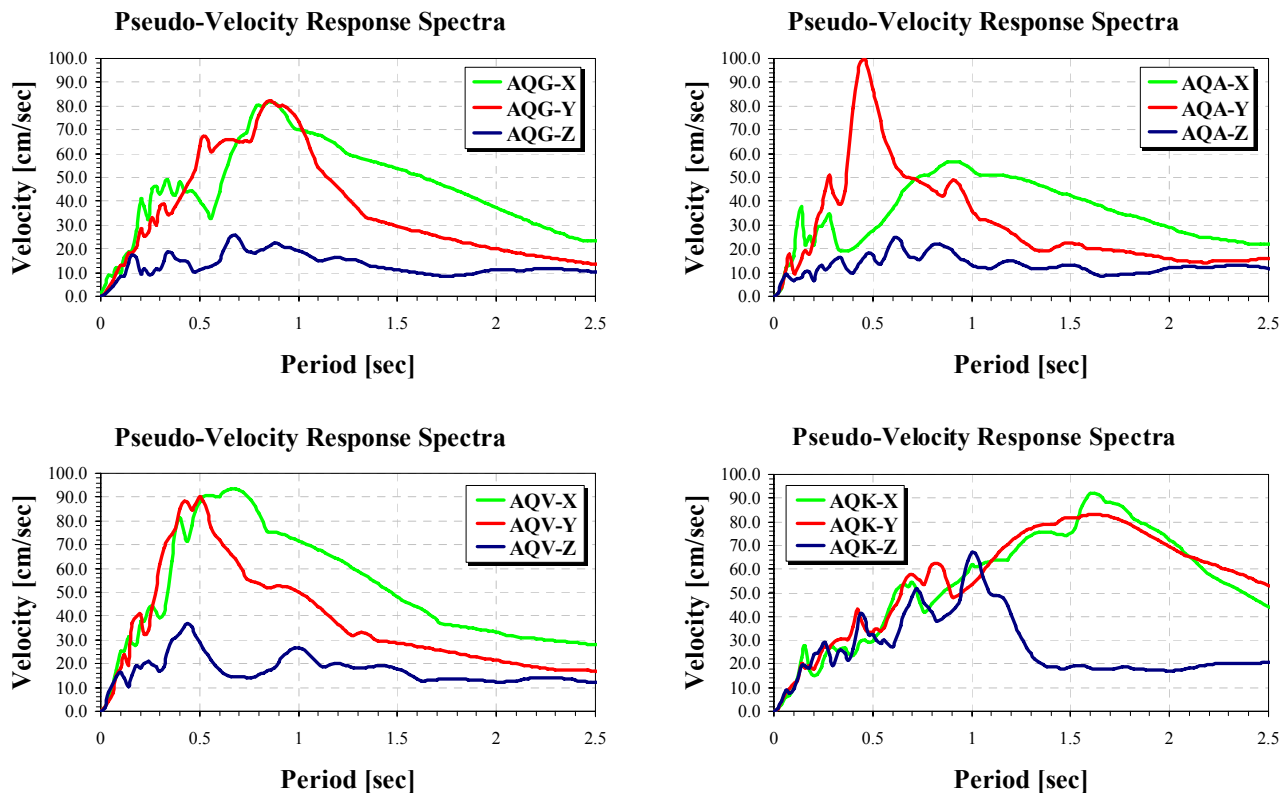 Pseudo-Velocity Response Spectra
Velocity [cm/sec]
100.0
90.0
80.0
70.0
60.0
50.0
40.0
30.0
20.0
10.0
0.0
AQG-X
AQG-Y
AQG-Z
0 0.5 1 1.5 2 2.5
Period [sec]
Pseudo-Velocity Response Spectra
Velocity [cm/sec]
100.0
90.0
80.0
70.0
60.0
50.0
40.0
30.0
20.0
10.0
0.0
AQA-X
AQA-Y
AQA-Z
0 0.5 1 1.5 2 2.5
Period [sec]
Pseudo-Velocity Response Spectra
Velocity [cm/sec]
100.0
90.0
80.0
70.0
60.0
50.0
40.0
30.0
20.0
10.0
0.0
AQV-X
AQV-Y
AQV-Z
0 0.5 1 1.5 2 2.5
Period [sec]
Pseudo-Velocity Response Spectra
Velocity [cm/sec]
100.0
90.0
80.0
70.0
60.0
50.0
40.0
30.0
20.0
10.0
0.0
AQK-X
AQK-Y
AQK-Z
0 0.5 1 1.5 2 2.5
Period [sec]